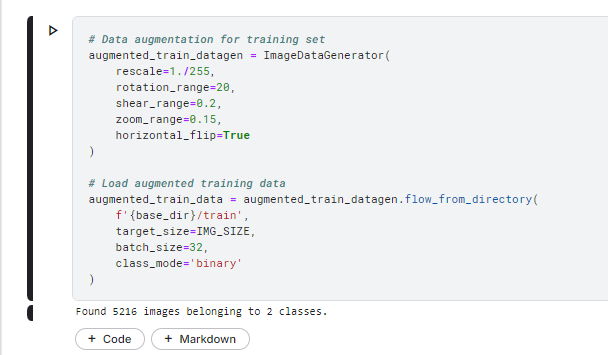 # Data augmentation for training set
augmented_train_datagen = ImageDataGenerator(
    rescale=1./255,
    rotation_range=20,
    shear_range=0.2,
    zoom_range=0.15,
    horizontal_flip=True
)
# Load augmented training data
augmented_train_data = augmented_train_datagen.flow_from_directory(
    f'{base_dir}/train',
    target_size=IMG_SIZE,
    batch_size=32,
    class_mode='binary'
)
Found 5216 images belonging to 2 classes.
+ Code + Markdown